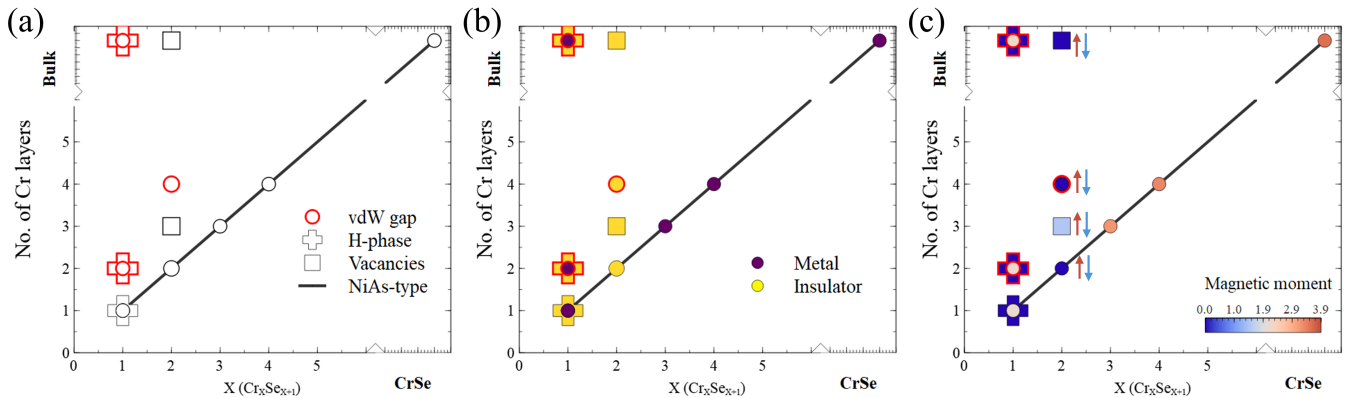 (a)
Bulk
No. of Cr layers
5
4
3
2
1
0
vdW gap
H-phase
Vacancies
NiAs-type
0 1 2 3 4 5
X (CrXSeX+1)
CrSe
(b)
Bulk
No. of Cr layers
5
4
3
2
1
0
Metal
Insulator
0 1 2 3 4 5
X (CrXSeX+1)
CrSe
(c)
Bulk
No. of Cr layers
5
4
3
2
1
0
Magnetic moment
0.0 1.0 1.9 2.9 3.9
0 1 2 3 4 5
X (CrXSeX+1)
CrSe